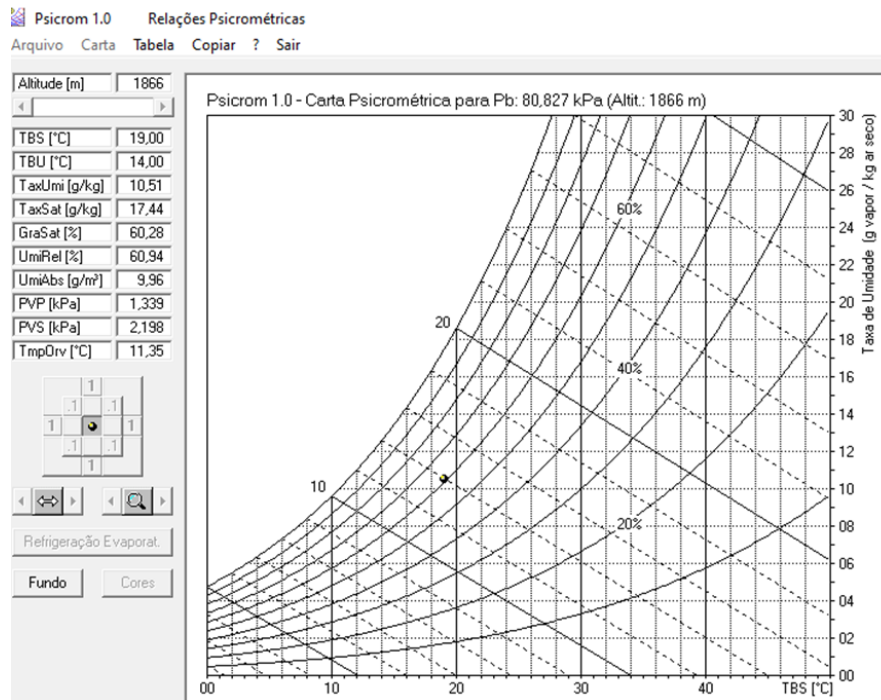 Psicrom 1.0 Relações Psicrométricas
Arquivo Carta Tabela Copiar ? Sair
Altitude [m] 1866
Psicrom 1.0 - Carta Psicrométrica para Pb: 80,827 kPa (Altit.: 1866 m)
TBS [°C] 19,00
TBU [°C] 14,00
TaxUmi [g/kg] 10,51
TaxSat [g/kg] 17,44
GraSat [%] 60,28
UmiRel [%] 60,94
UmiAbs [g/m³] 9,96
PVP [kPa] 1,339
PVS [kPa] 2,198
TmpOrv [°C] 11,35
1
.1 .1
1 1
.1 .1
1
Refrigeração Evaporat.
Fundo Cores
60%
40%
20%
20
10
30
28
26
24
22
20
18
16
14
12
10
08
06
04
02
00
Taxa de Umidade (g vapor / kg ar seco)
00 10 20 30 40 TBS [°C]